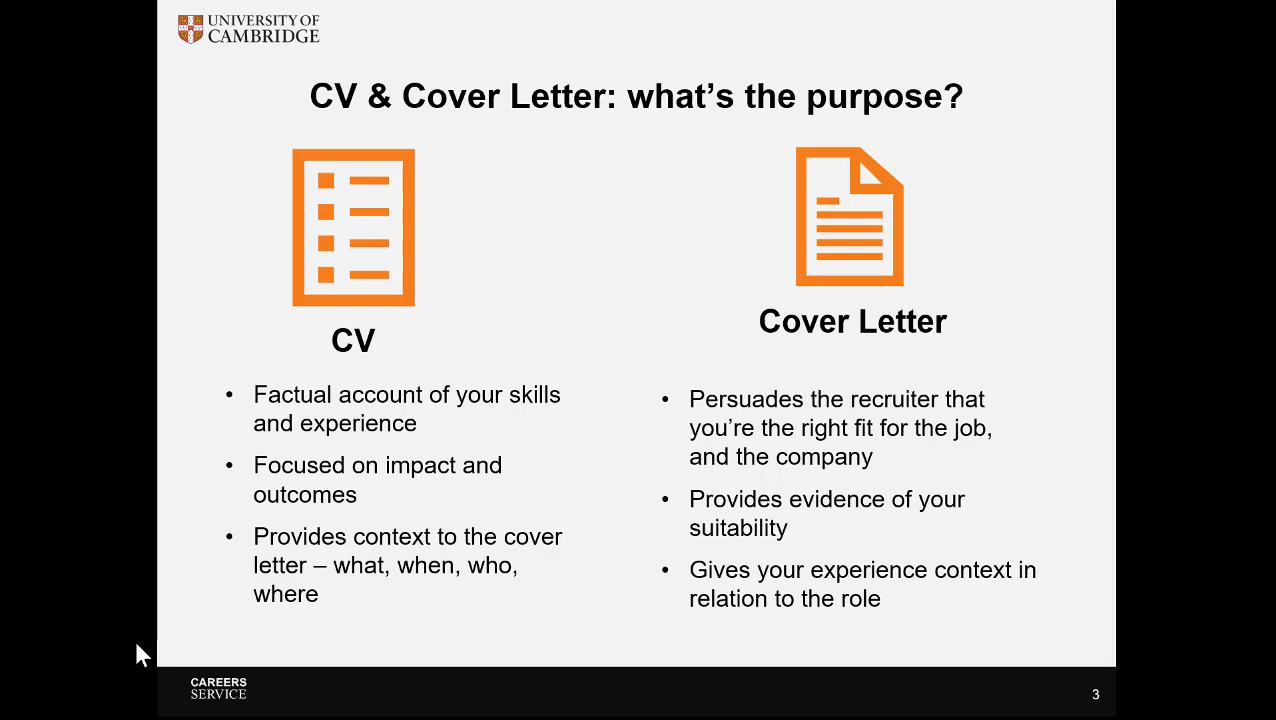 UNIVERSITY OF
CAMBRIDGE
CV & Cover Letter: what’s the purpose?
CV
• Factual account of your skills
and experience
• Focused on impact and
outcomes
• Provides context to the cover
letter – what, when, who,
where
Cover Letter
• Persuades the recruiter that
you’re the right fit for the job,
and the company
• Provides evidence of your
suitability
• Gives your experience context in
relation to the role
CAREERS
SERVICE
3